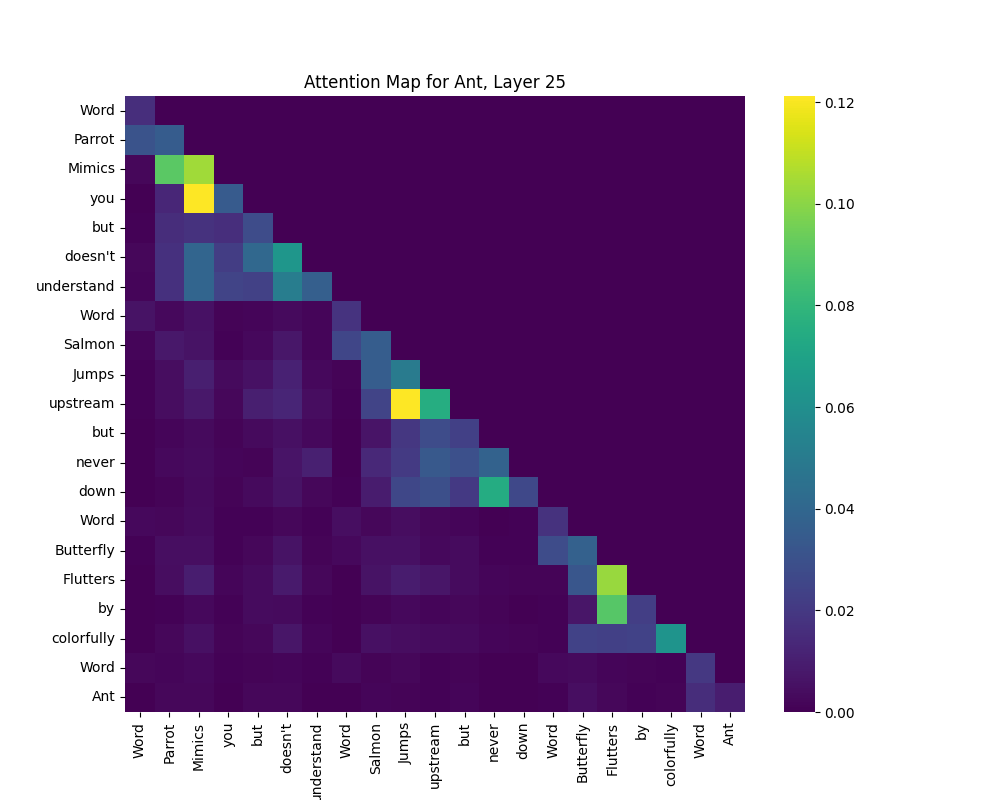 Attention Map for Ant, Layer 25
Word
Parrot
Mimics
you
but
doesn't
understand
Word
Salmon
Jumps
upstream
but
never
down
Word
Butterfly
Flutters
by
colorfully
Word
Ant
Word
Parrot
Mimics
you
but
doesn't
understand
Word
Salmon
Jumps
upstream
but
never
down
Word
Butterfly
Flutters
by
colorfully
Word
Ant
0.12
0.10
0.08
0.06
0.04
0.02
0.00